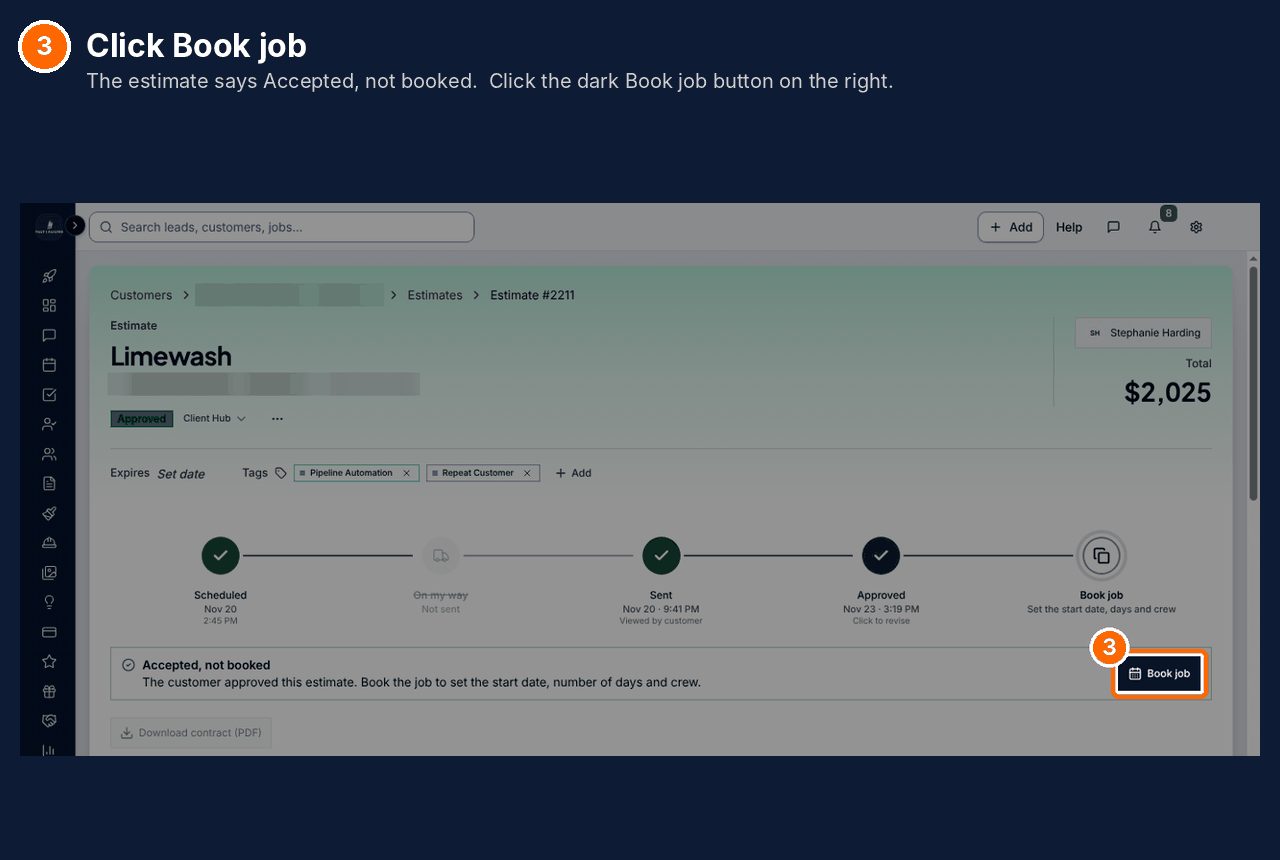 3
Click Book job
The estimate says Accepted, not booked. Click the dark Book job button on the right.
Search leads, customers, jobs...
Add
Help
8
Customers
Estimates
Estimate #2211
Estimate
SH
Stephanie Harding
Limewash
Total
$2,025
Approved
Client Hub
Expires
Set date
Tags
Pipeline Automation
Repeat Customer
Add
Scheduled
Nov 20
2:45 PM
On my way
Not sent
Sent
Nov 20 · 9:41 PM
Viewed by customer
Approved
Nov 23 · 3:19 PM
Click to revise
Book job
Set the start date, days and crew
3
Accepted, not booked
The customer approved this estimate. Book the job to set the start date, number of days and crew.
Book job
Download contract (PDF)